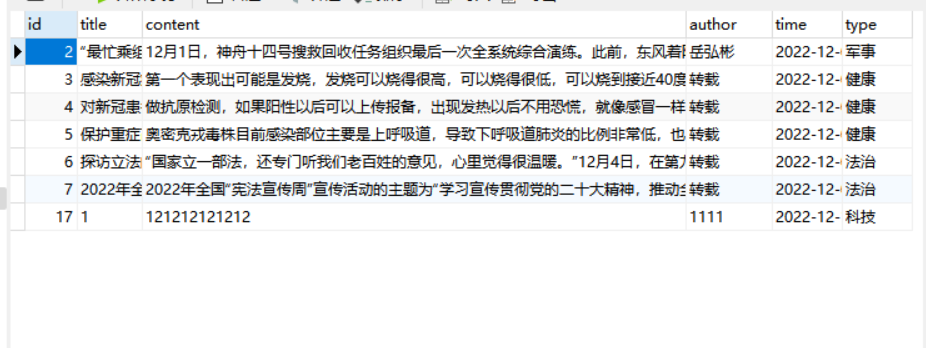 id title content author time type
2 “最忙乘组 12月1日，神舟十四号搜救回收任务组织最后一次全系统综合演练。此前，东风着 岳弘彬 2022-12- 军事
3 感染新冠 第一个表现出可能是发烧，发烧可以烧得很高，可以烧得很低，可以烧到接近40度 转载 2022-12- 健康
4 对新冠患 做抗原检测，如果阳性以后可以上传报备，出现发热以后不用恐慌，就像感冒一样 转载 2022-12- 健康
5 保护重症 奥密克戎毒株目前感染部位主要是上呼吸道，导致下呼吸道肺炎的比例非常低，也 转载 2022-12- 健康
6 探访立法 “国家立一部法，还专门听我们老百姓的意见，心里觉得很温暖。”12月4日，在第 转载 2022-12- 法治
7 2022年全 2022年全国“宪法宣传周”宣传活动的主题为“学习宣传贯彻党的二十大精神，推动 转载 2022-12- 法治
17 1 121212121212 1111 2022-12- 科技